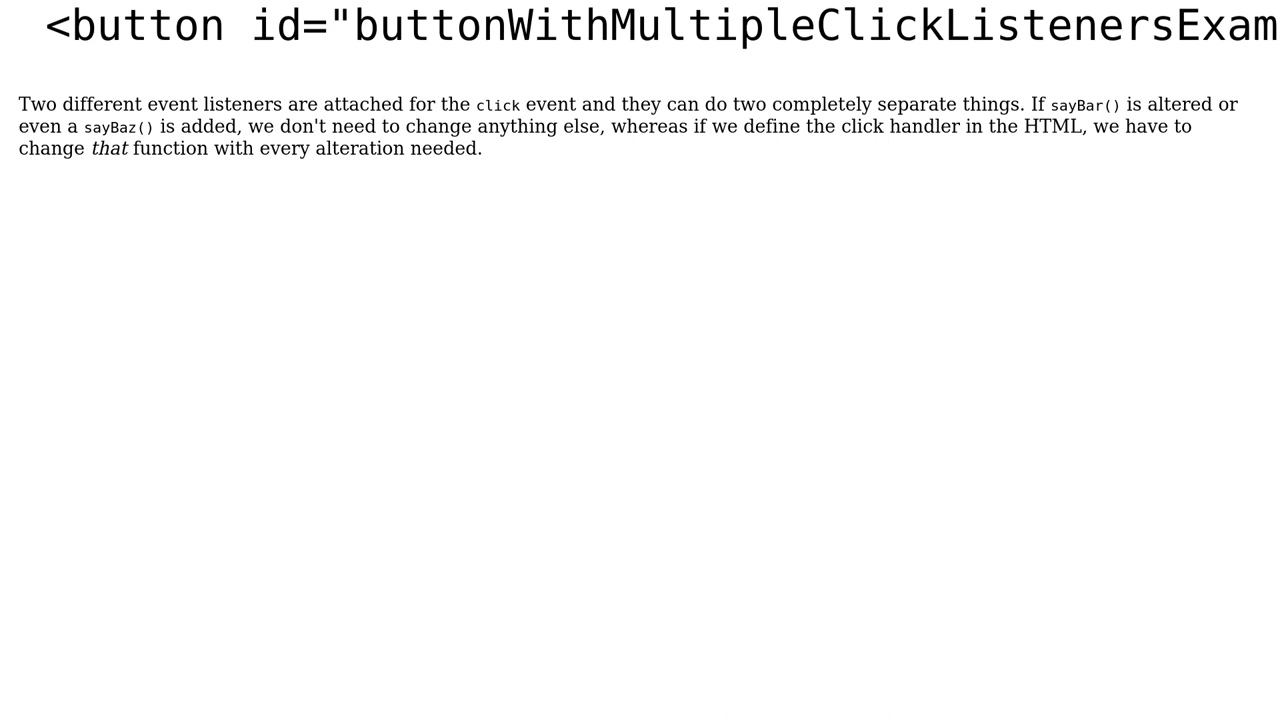 <button id="buttonWithMultipleClickListenersExam
Two different event listeners are attached for the click event and they can do two completely separate things. If sayBar() is altered or
even a sayBaz() is added, we don't need to change anything else, whereas if we define the click handler in the HTML, we have to
change that function with every alteration needed.